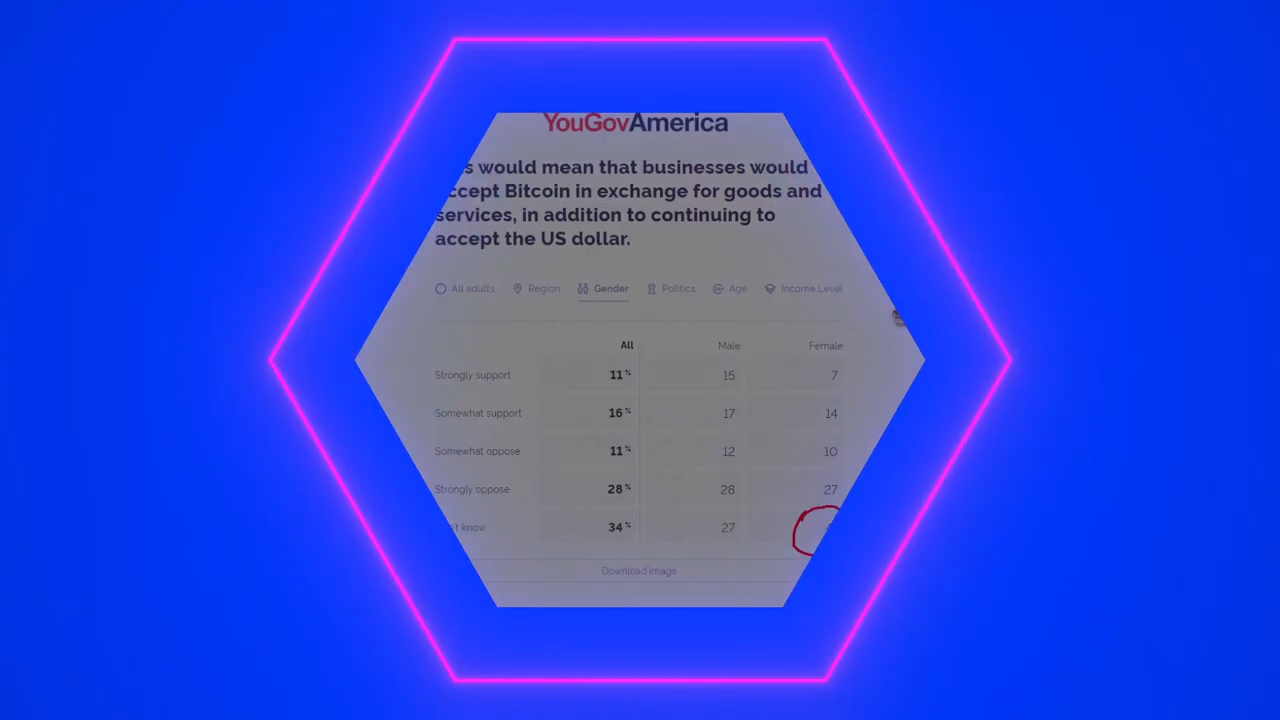 YouGovAmerica
would mean that businesses would
accept Bitcoin in exchange for goods and
services, in addition to continuing to
accept the US dollar.
All adults Region Gender Politics Age Income Level
All Male Female
Strongly support 11% 15 7
Somewhat support 16% 17 14
Somewhat oppose 11% 12 10
Strongly oppose 28% 28 27
know 34% 27
Download image